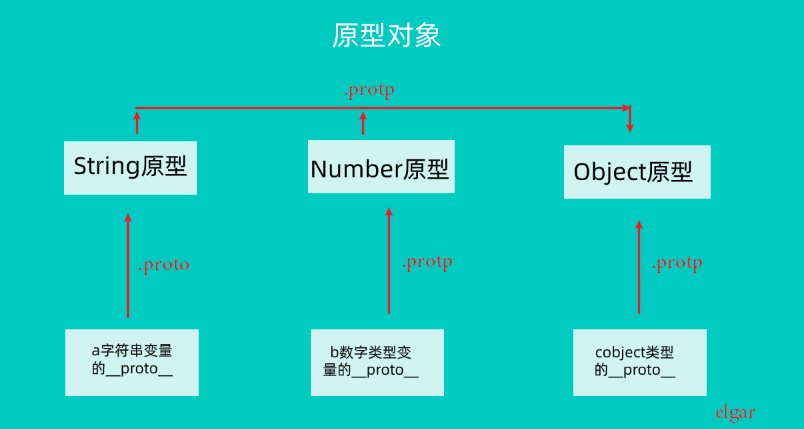 原型对象
.protp
String原型
Number原型
Object原型
.proto
.protp
.protp
a字符串变量
的__proto__
b数字类型变
量的__proto__
cobject类型
的__proto__
elgar